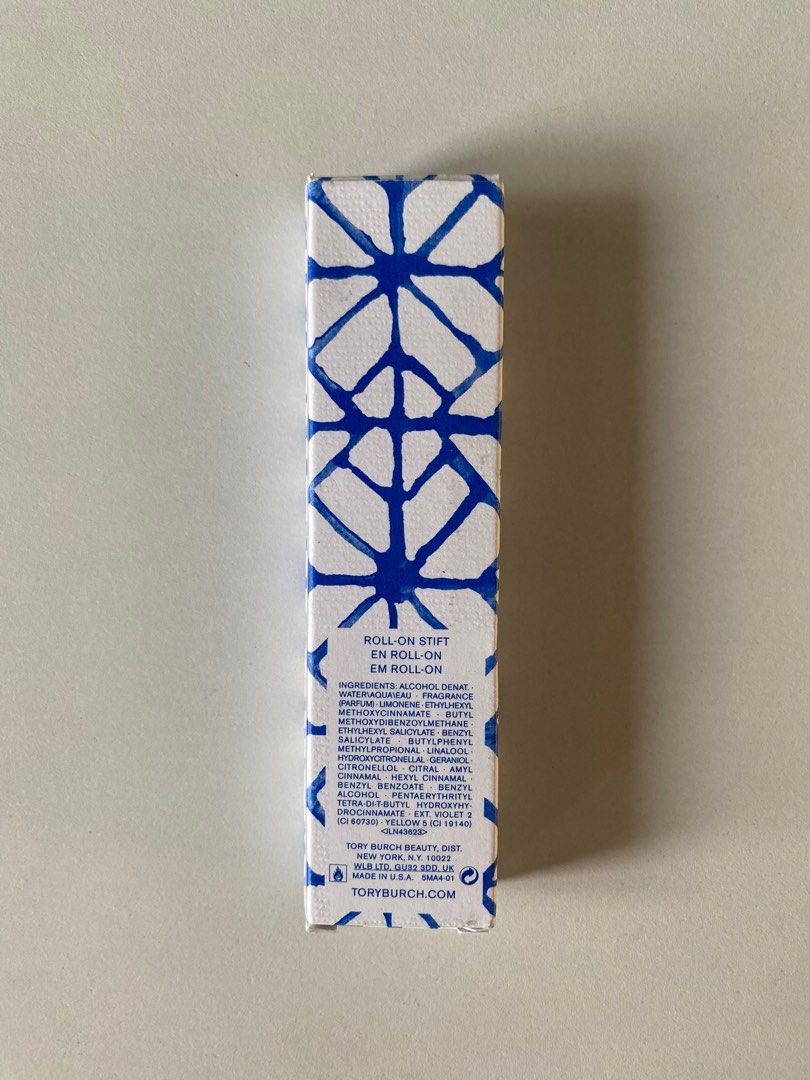 ROLL-ON STIFT
EN ROLL-ON
EM ROLL-ON
INGREDIENTS: ALCOHOL DENAT. ·
WATER\AQUA\EAU · FRAGRANCE
(PARFUM) · LIMONENE · ETHYLHEXYL
METHOXYCINNAMATE · BUTYL
METHOXYDIBENZOYLMETHANE ·
ETHYLHEXYL SALICYLATE · BENZYL
SALICYLATE · BUTYLPHENYL
METHYLPROPIONAL · LINALOOL ·
HYDROXYCITRONELLAL · GERANIOL ·
CITRONELLOL · CITRAL · AMYL
CINNAMAL · HEXYL CINNAMAL ·
BENZYL BENZOATE · BENZYL
ALCOHOL · PENTAERYTHRITYL
TETRA-DI-T-BUTYL HYDROXYHY-
DROCINNAMATE · EXT. VIOLET 2
(CI 60730) · YELLOW 5 (CI 19140)
<ILN43623>
TORY BURCH BEAUTY, DIST.
NEW YORK, N.Y. 10022
WLB LTD, GU32 3DD, UK
MADE IN U.S.A. 5MA4-01
TORYBURCH.COM